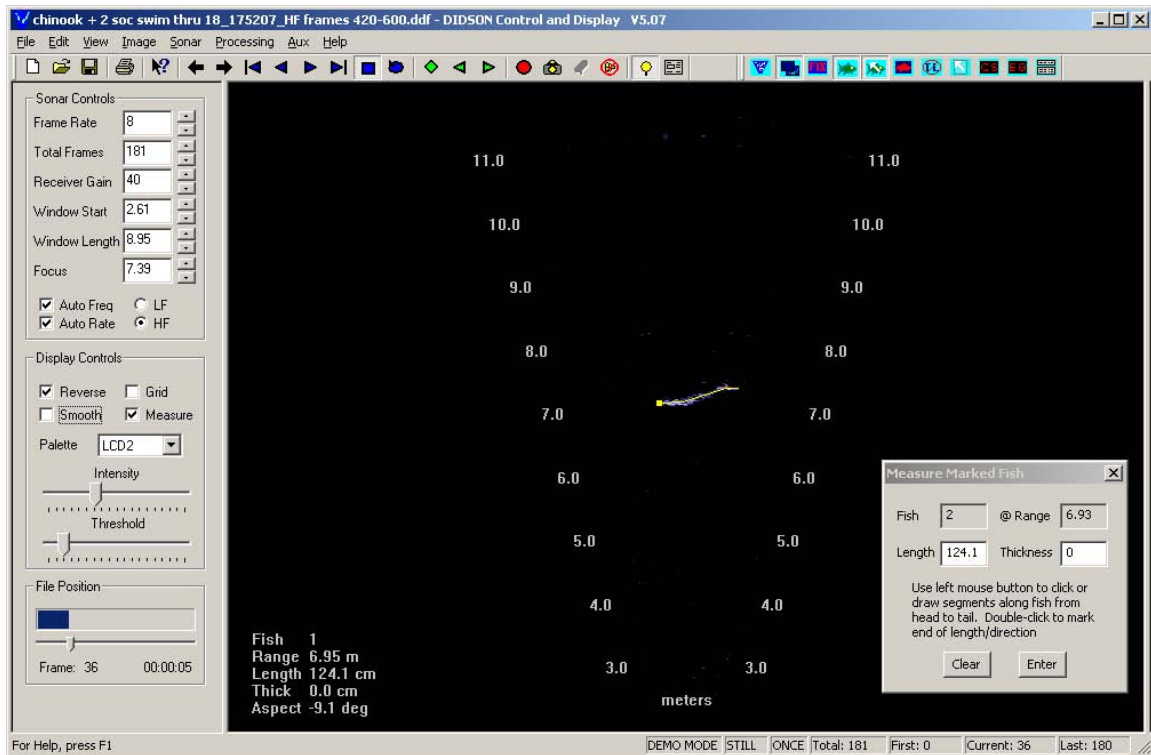 chinook + 2 soc swim thru 18_175207_HF frames 420-600.ddf - DIDSON Control and Display V5.07
File Edit View Image Sonar Processing Aux Help
Sonar Controls
Frame Rate 8
Total Frames 181
Receiver Gain 40
Window Start 2.61
Window Length 8.95
Focus 7.39
Auto Freq LF
Auto Rate HF
Display Controls
Reverse Grid
Smooth Measure
Palette LCD2
Intensity
Threshold
File Position
Frame: 36 00:00:05
11.0 11.0
10.0 10.0
9.0 9.0
8.0 8.0
7.0 7.0
6.0 6.0
5.0 5.0
4.0 4.0
3.0 3.0
meters
Fish 1
Range 6.95 m
Length 124.1 cm
Thick 0.0 cm
Aspect -9.1 deg
Measure Marked Fish
Fish 2 @ Range 6.93
Length 124.1 Thickness 0
Use left mouse button to click or
draw segments along fish from
head to tail. Double-click to mark
end of length/direction
Clear Enter
For Help, press F1
DEMO MODE STILL ONCE Total: 181 First: 0 Current: 36 Last: 180